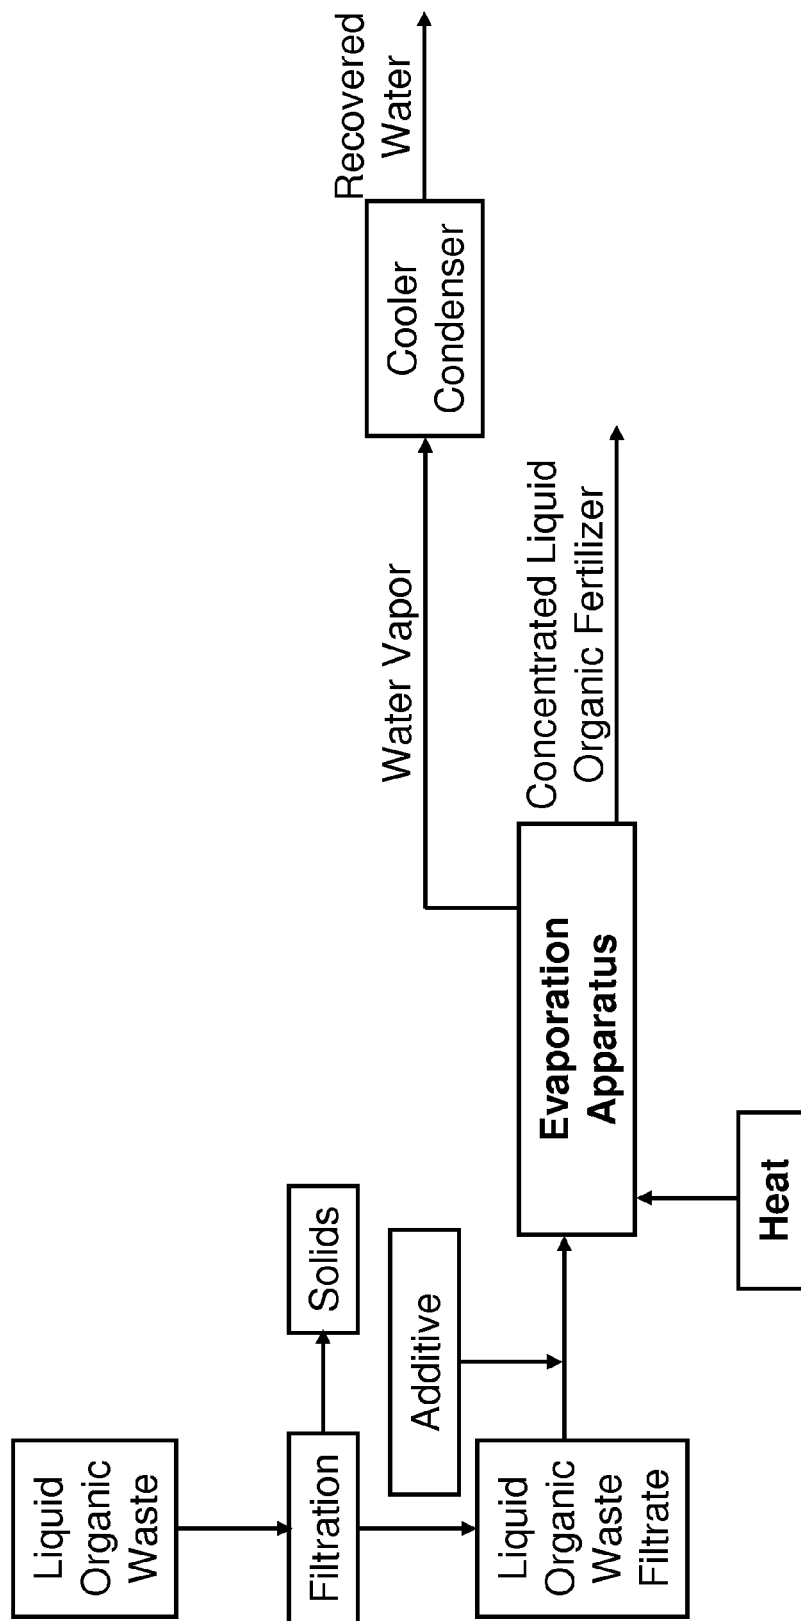 Liquid
Organic
Waste
Filtration
Solids
Additive
Liquid
Organic
Waste
Filtrate
Heat
Evaporation
Apparatus
Water Vapor
Concentrated Liquid
Organic Fertilizer
Cooler
Condenser
Recovered
Water